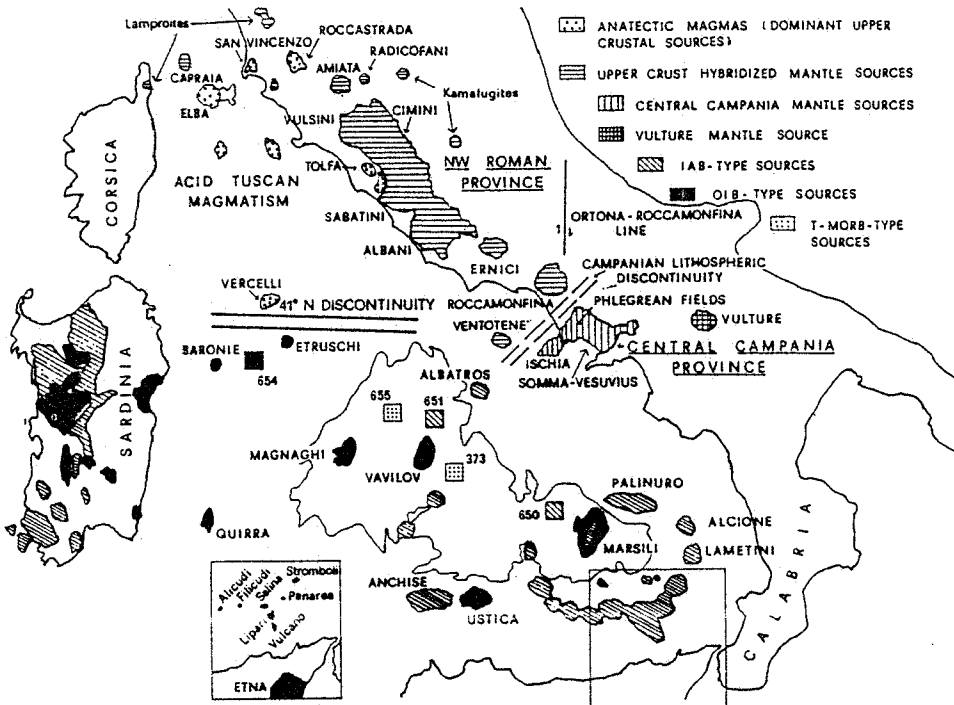 Lamproites
SAN VINCENZO
ROCCASTRADA
RADICOFANI
AMIATA
CAPRAIA
ELBA
Kamafugites
VULSINI
CIMINI
CORSICA
ACID TUSCAN
MAGMATISM
TOLFA
NW ROMAN
PROVINCE
SABATINI
ALBANI
ERNICI
ANATECTIC MAGMAS (DOMINANT UPPER
CRUSTAL SOURCES)
UPPER CRUST HYBRIDIZED MANTLE SOURCES
CENTRAL CAMPANIA MANTLE SOURCES
VULTURE MANTLE SOURCE
IAB-TYPE SOURCES
OIB-TYPE SOURCES
T-MORB-TYPE
SOURCES
ORTONA-ROCCAMONFINA
LINE
CAMPANIAN LITHOSPHERIC
DISCONTINUITY
VERCELLI
41° N DISCONTINUITY
ROCCAMONFINA
PHLEGREAN FIELDS
VENTOTENE
VULTURE
ISCHIA
SOMMA-VESUVIUS
CENTRAL CAMPANIA
PROVINCE
BARONIE
ETRUSCHI
654
SARDINIA
ALBATROS
655
651
MAGNAGHI
VAVILOV
373
PALINURO
650
ALCIONE
QUIRRA
MARSILI
LAMETINI
ANCHISE
USTICA
CALABRIA
Alicudi
Filicudi
Salina
Stromboli
Panarea
Lipari
Vulcano
ETNA